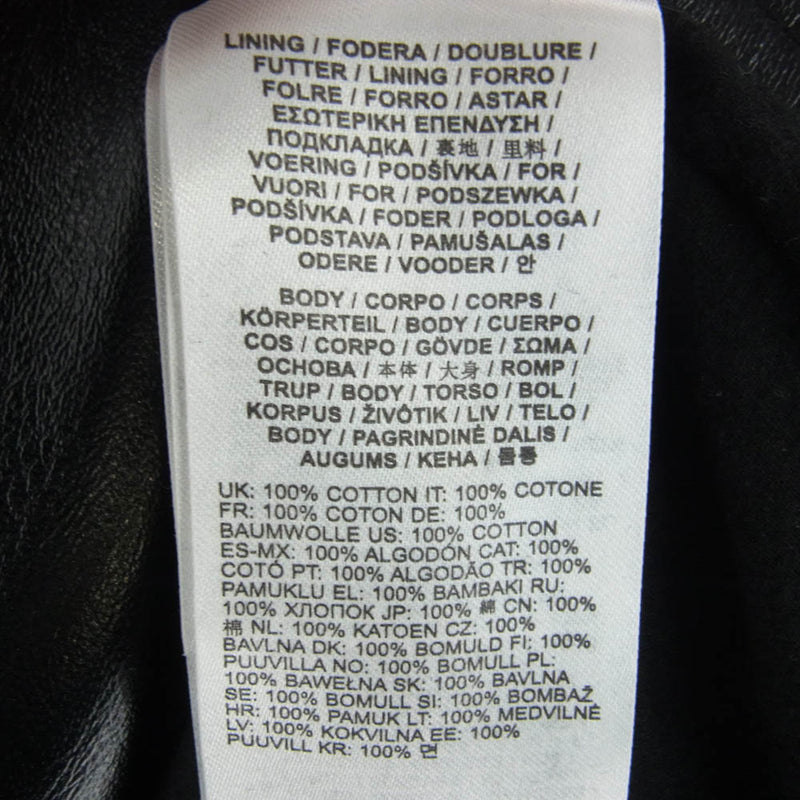 LINING / FODERA / DOUBLURE /
FUTTER / LINING / FORRO /
FOLRE / FORRO / ASTAR /
ΕΣΩΤΕΡΙΚΗ ΕΠΕΝΔΥΣΗ /
ПОДКЛАДКА / 裏地 / 里料 /
VOERING / PODŠÍVKA / FOR /
VUORI / FOR / PODSZEWKA /
PODŠÍVKA / FODER / PODLOGA /
PODSTAVA / PAMUŠALAS /
ODERE / VOODER / 안
BODY / CORPO / CORPS /
KÖRPERTEIL / BODY / CUERPO /
COS / CORPO / GÖVDE / ΣΩΜΑ /
ОСНОВА / 本体 / 大身 / ROMP /
TRUP / BODY / TORSO / BOL /
KORPUS / ŽIVÔTIK / LIV / TELO /
BODY / PAGRINDINĖ DALIS /
AUGUMS / KEHA / 몸통
UK: 100% COTTON IT: 100% COTONE
FR: 100% COTON DE: 100%
BAUMWOLLE US: 100% COTTON
ES-MX: 100% ALGODÓN CAT: 100%
COTÓ PT: 100% ALGODÃO TR: 100%
PAMUKLU EL: 100% BAMBAKI RU:
100% ХЛОПОК JP: 100% 綿 CN: 100%
棉 NL: 100% KATOEN CZ: 100%
BAVLNA DK: 100% BOMULD FI: 100%
PUUVILLA NO: 100% BOMULL PL:
100% BAWEŁNA SK: 100% BAVLNA
SE: 100% BOMULL SI: 100% BOMBAŽ
HR: 100% PAMUK LT: 100% MEDVILNĖ
LV: 100% KOKVILNA EE: 100%
PUUVILL KR: 100% 면